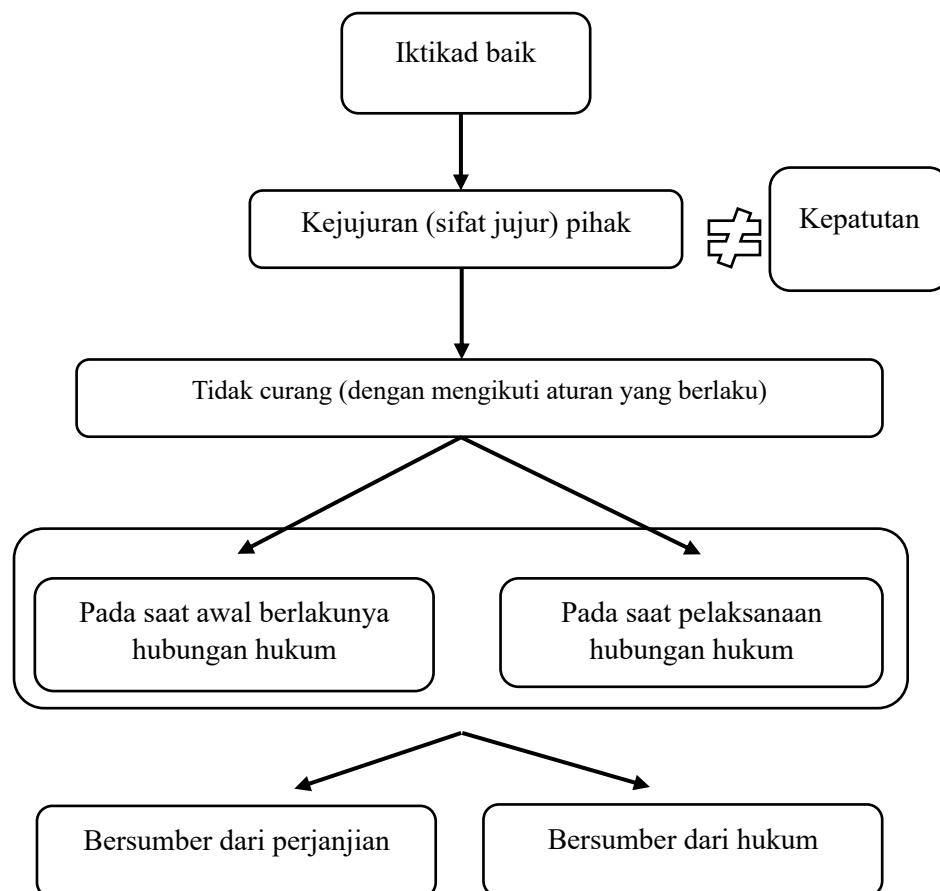 Iktikad baik
Kejujuran (sifat jujur) pihak
≠
Kepatutan
Tidak curang (dengan mengikuti aturan yang berlaku)
Pada saat awal berlakunya
hubungan hukum
Pada saat pelaksanaan
hubungan hukum
Bersumber dari perjanjian
Bersumber dari hukum